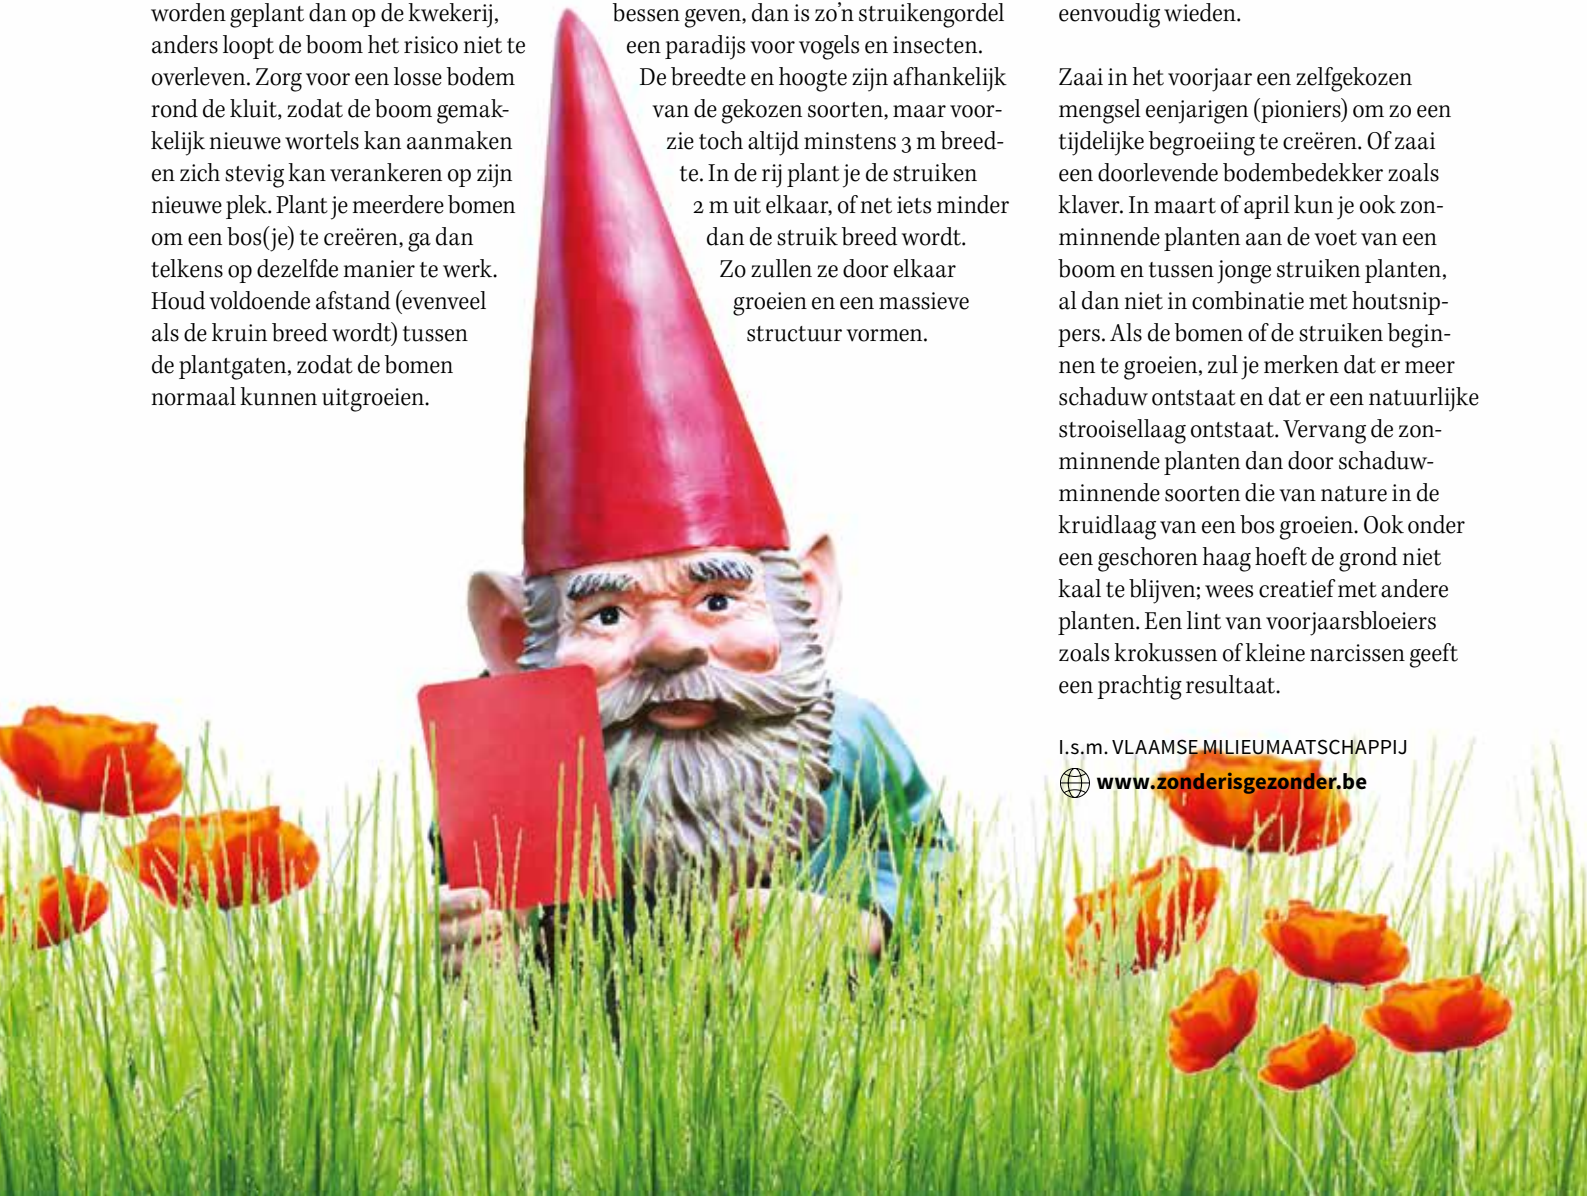 worden geplant dan op de kwekerij,
anders loopt de boom het risico niet te
overleven. Zorg voor een losse bodem
rond de kluit, zodat de boom gemak-
kelijk nieuwe wortels kan aanmaken
en zich stevig kan verankeren op zijn
nieuwe plek. Plant je meerdere bomen
om een bos(je) te creëren, ga dan
telkens op dezelfde manier te werk.
Houd voldoende afstand (evenveel
als de kruin breed wordt) tussen
de plantgaten, zodat de bomen
normaal kunnen uitgroeien.
bessen geven, dan is zo’n struikengordel
een paradijs voor vogels en insecten.
De breedte en hoogte zijn afhankelijk
van de gekozen soorten, maar voor-
zie toch altijd minstens 3 m breed-
te. In de rij plant je de struiken
2 m uit elkaar, of net iets minder
dan de struik breed wordt.
Zo zullen ze door elkaar
groeien en een massieve
structuur vormen.
eenvoudig wieden.
Zaai in het voorjaar een zelfgekozen
mengsel eenjarigen (pioniers) om zo een
tijdelijke begroeiing te creëren. Of zaai
een doorlevende bodembedekker zoals
klaver. In maart of april kun je ook zon-
minnende planten aan de voet van een
boom en tussen jonge struiken planten,
al dan niet in combinatie met houtsnip-
pers. Als de bomen of de struiken begin-
nen te groeien, zul je merken dat er meer
schaduw ontstaat en dat er een natuurlijke
strooisellaag ontstaat. Vervang de zon-
minnende planten dan door schaduw-
minnende soorten die van nature in de
kruidlaag van een bos groeien. Ook onder
een geschoren haag hoeft de grond niet
kaal te blijven; wees creatief met andere
planten. Een lint van voorjaarsbloeiers
zoals krokussen of kleine narcissen geeft
een prachtig resultaat.
I.s.m. VLAAMSE MILIEUMAATSCHAPPIJ
www.zonderisgezonder.be